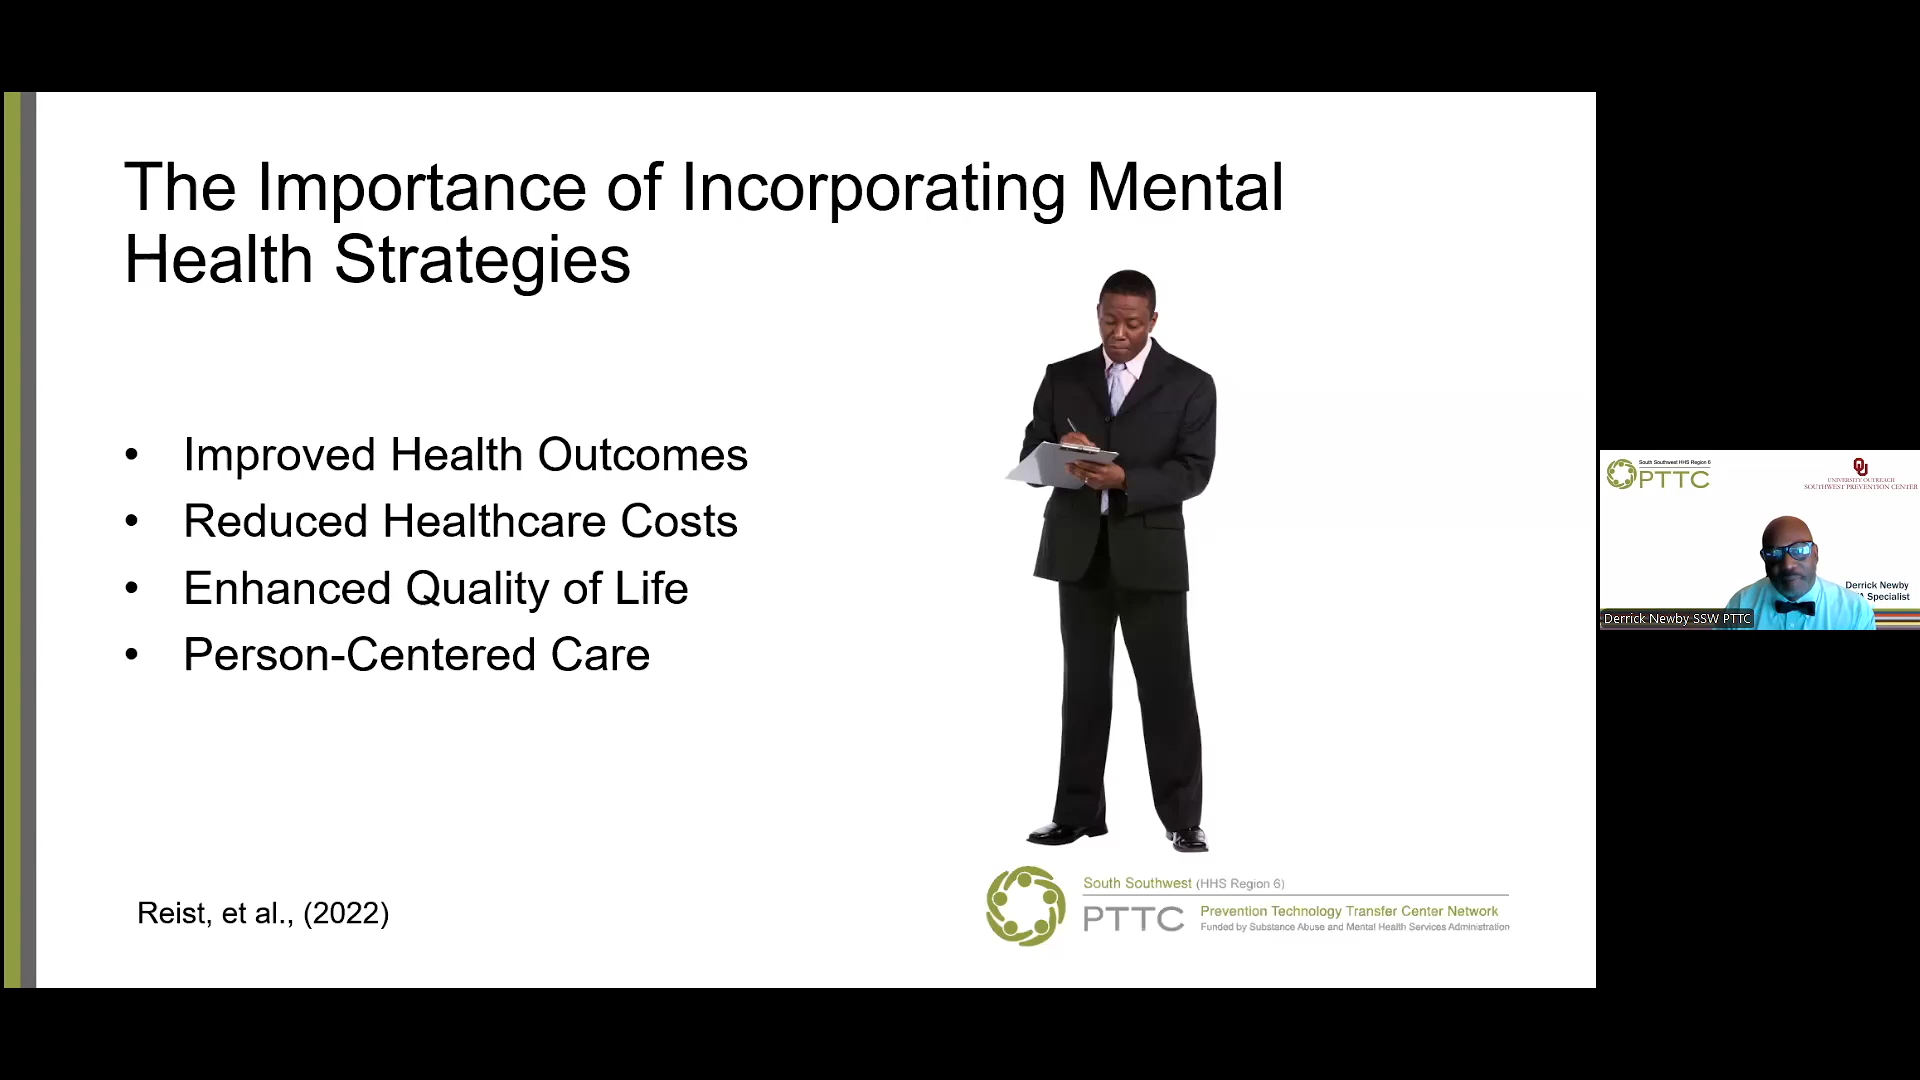 The Importance of Incorporating Mental
Health Strategies
• Improved Health Outcomes
• Reduced Healthcare Costs
• Enhanced Quality of Life
• Person-Centered Care
Reist, et al., (2022)
South Southwest (HHS Region 6)
PTTC
Prevention Technology Transfer Center Network
Funded by Substance Abuse and Mental Health Services Administration
South Southwest HHS Region 6
PTTC
OU
UNIVERSITY OUTREACH
SOUTHWEST PREVENTION CENTER
Derrick Newby
Specialist
Derrick Newby SSW PTTC